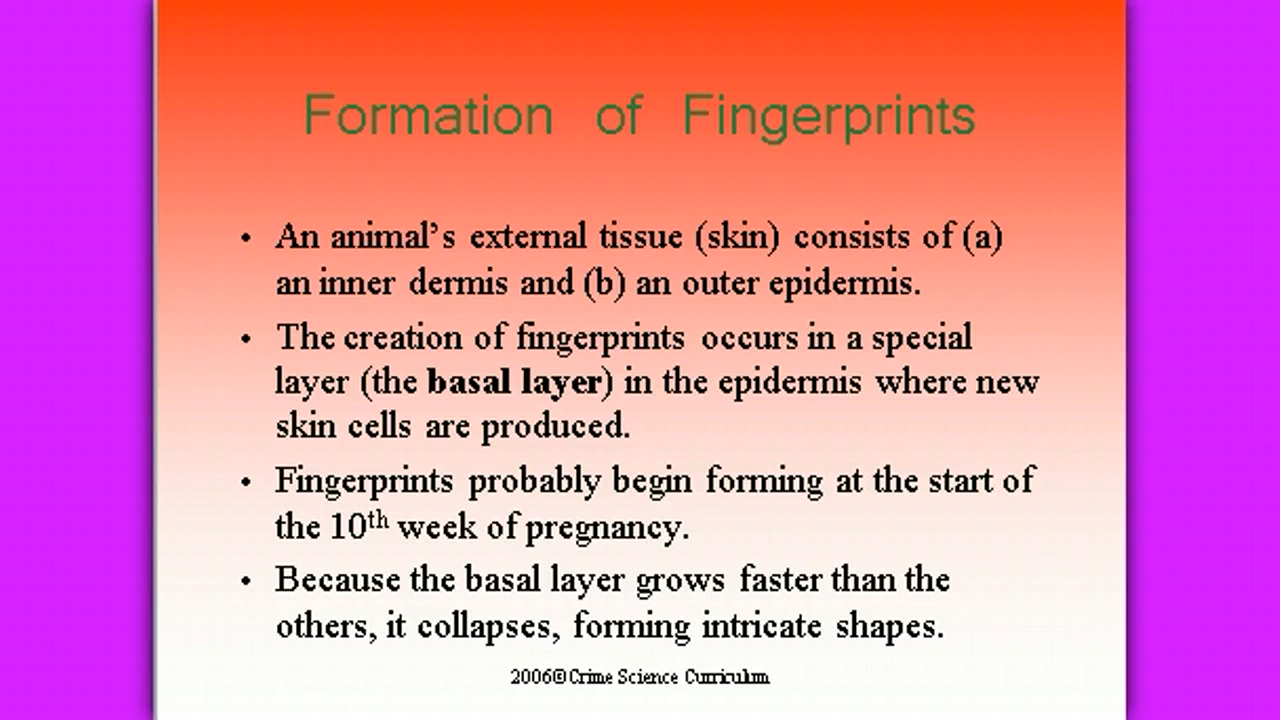 Formation of Fingerprints
• An animal's external tissue (skin) consists of (a)
an inner dermis and (b) an outer epidermis.
• The creation of fingerprints occurs in a special
layer (the basal layer) in the epidermis where new
skin cells are produced.
• Fingerprints probably begin forming at the start of
the 10th week of pregnancy.
• Because the basal layer grows faster than the
others, it collapses, forming intricate shapes.
2006©Crime Science Curriculum